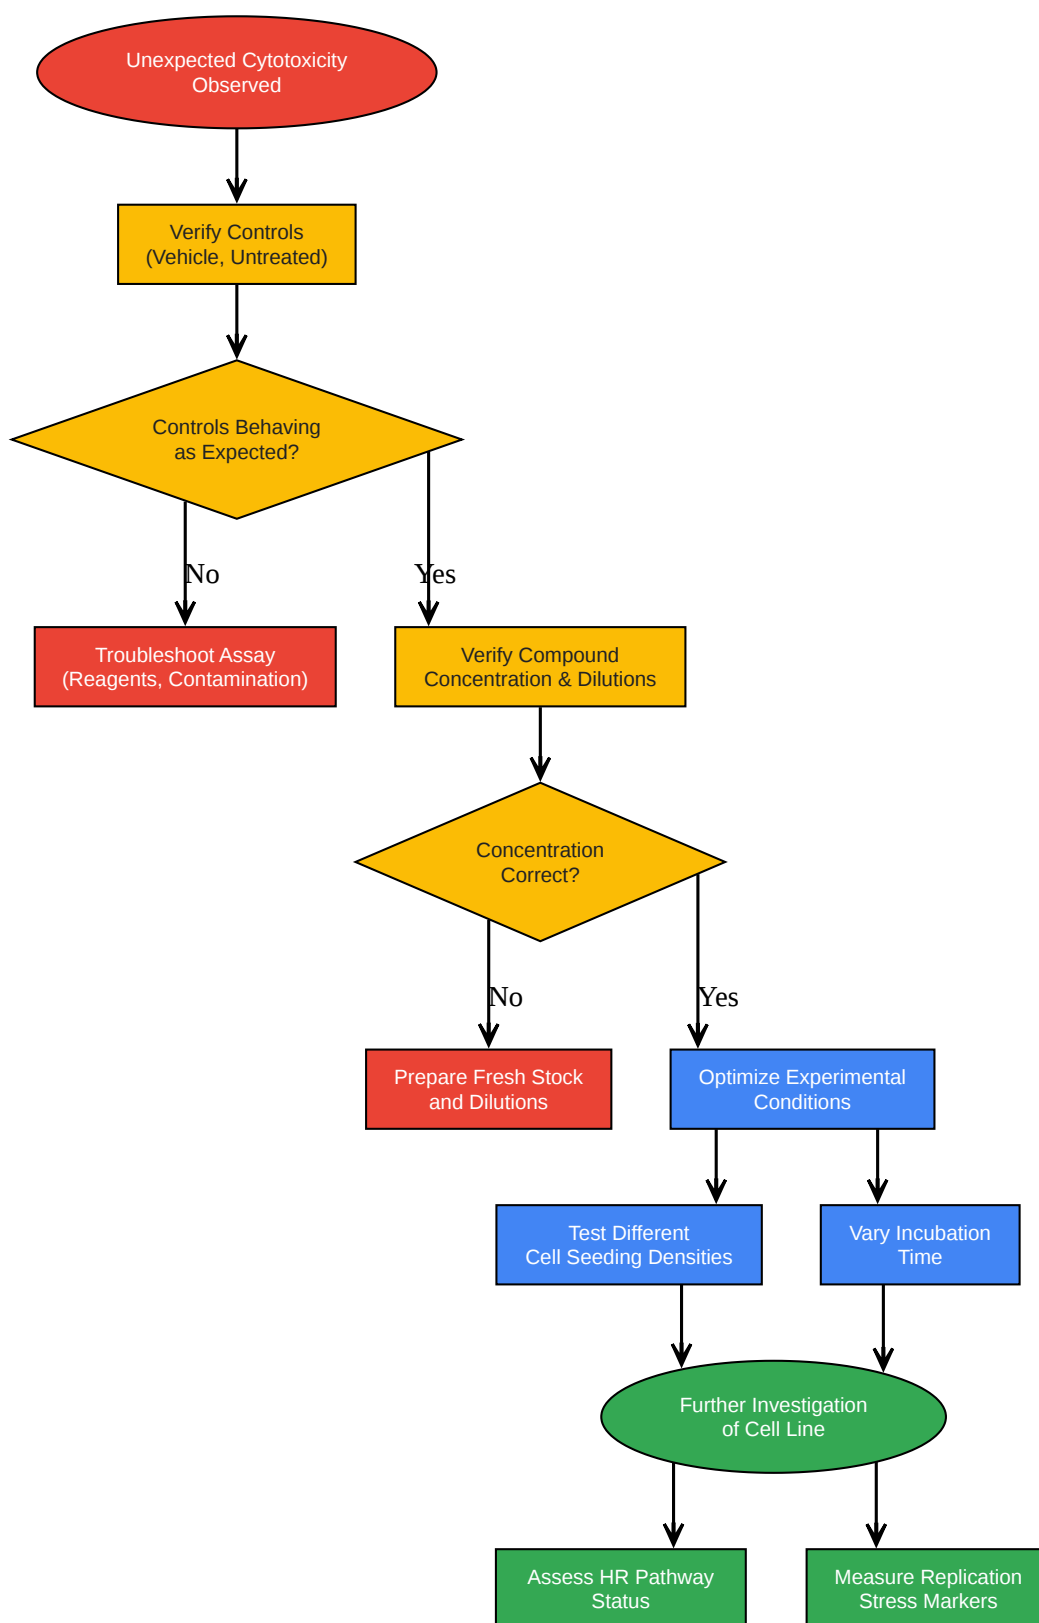 Unexpected Cytotoxicity
Observed
Verify Controls
(Vehicle, Untreated)
Controls Behaving
as Expected?
No
Yes
Troubleshoot Assay
(Reagents, Contamination)
Verify Compound
Concentration & Dilutions
Concentration
Correct?
No
Yes
Prepare Fresh Stock
and Dilutions
Optimize Experimental
Conditions
Test Different
Cell Seeding Densities
Vary Incubation
Time
Further Investigation
of Cell Line
Assess HR Pathway
Status
Measure Replication
Stress Markers